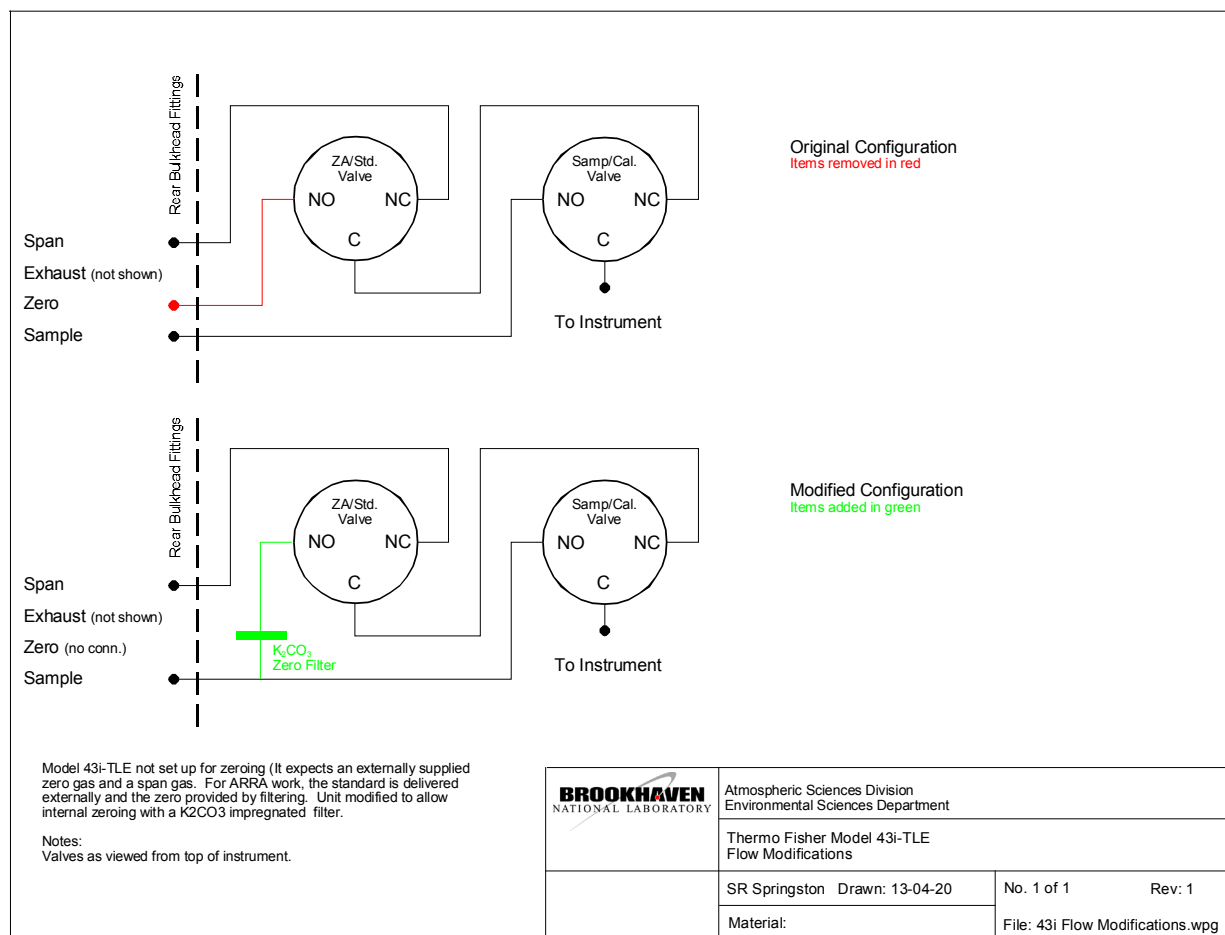 Rear Bulkhead Fittings
ZA/Std.
Valve
NO
NC
C
Samp/Cal.
Valve
NO
NC
C
Original Configuration
Items removed in red
Span
Exhaust (not shown)
Zero
Sample
To Instrument
Rear Bulkhead Fittings
ZA/Std.
Valve
NO
NC
C
Samp/Cal.
Valve
NO
NC
C
Modified Configuration
Items added in green
Span
Exhaust (not shown)
Zero (no conn.)
Sample
K₂CO₃
Zero Filter
To Instrument
Model 43i-TLE not set up for zeroing (It expects an externally supplied
zero gas and a span gas. For ARRA work, the standard is delivered
externally and the zero provided by filtering. Unit modified to allow
internal zeroing with a K2CO3 impregnated filter.
Notes:
Valves as viewed from top of instrument.
BROOKHAVEN
NATIONAL LABORATORY
Atmospheric Sciences Division
Environmental Sciences Department
Thermo Fisher Model 43i-TLE
Flow Modifications
SR Springston Drawn: 13-04-20
No. 1 of 1 Rev: 1
Material:
File: 43i Flow Modifications.wpg